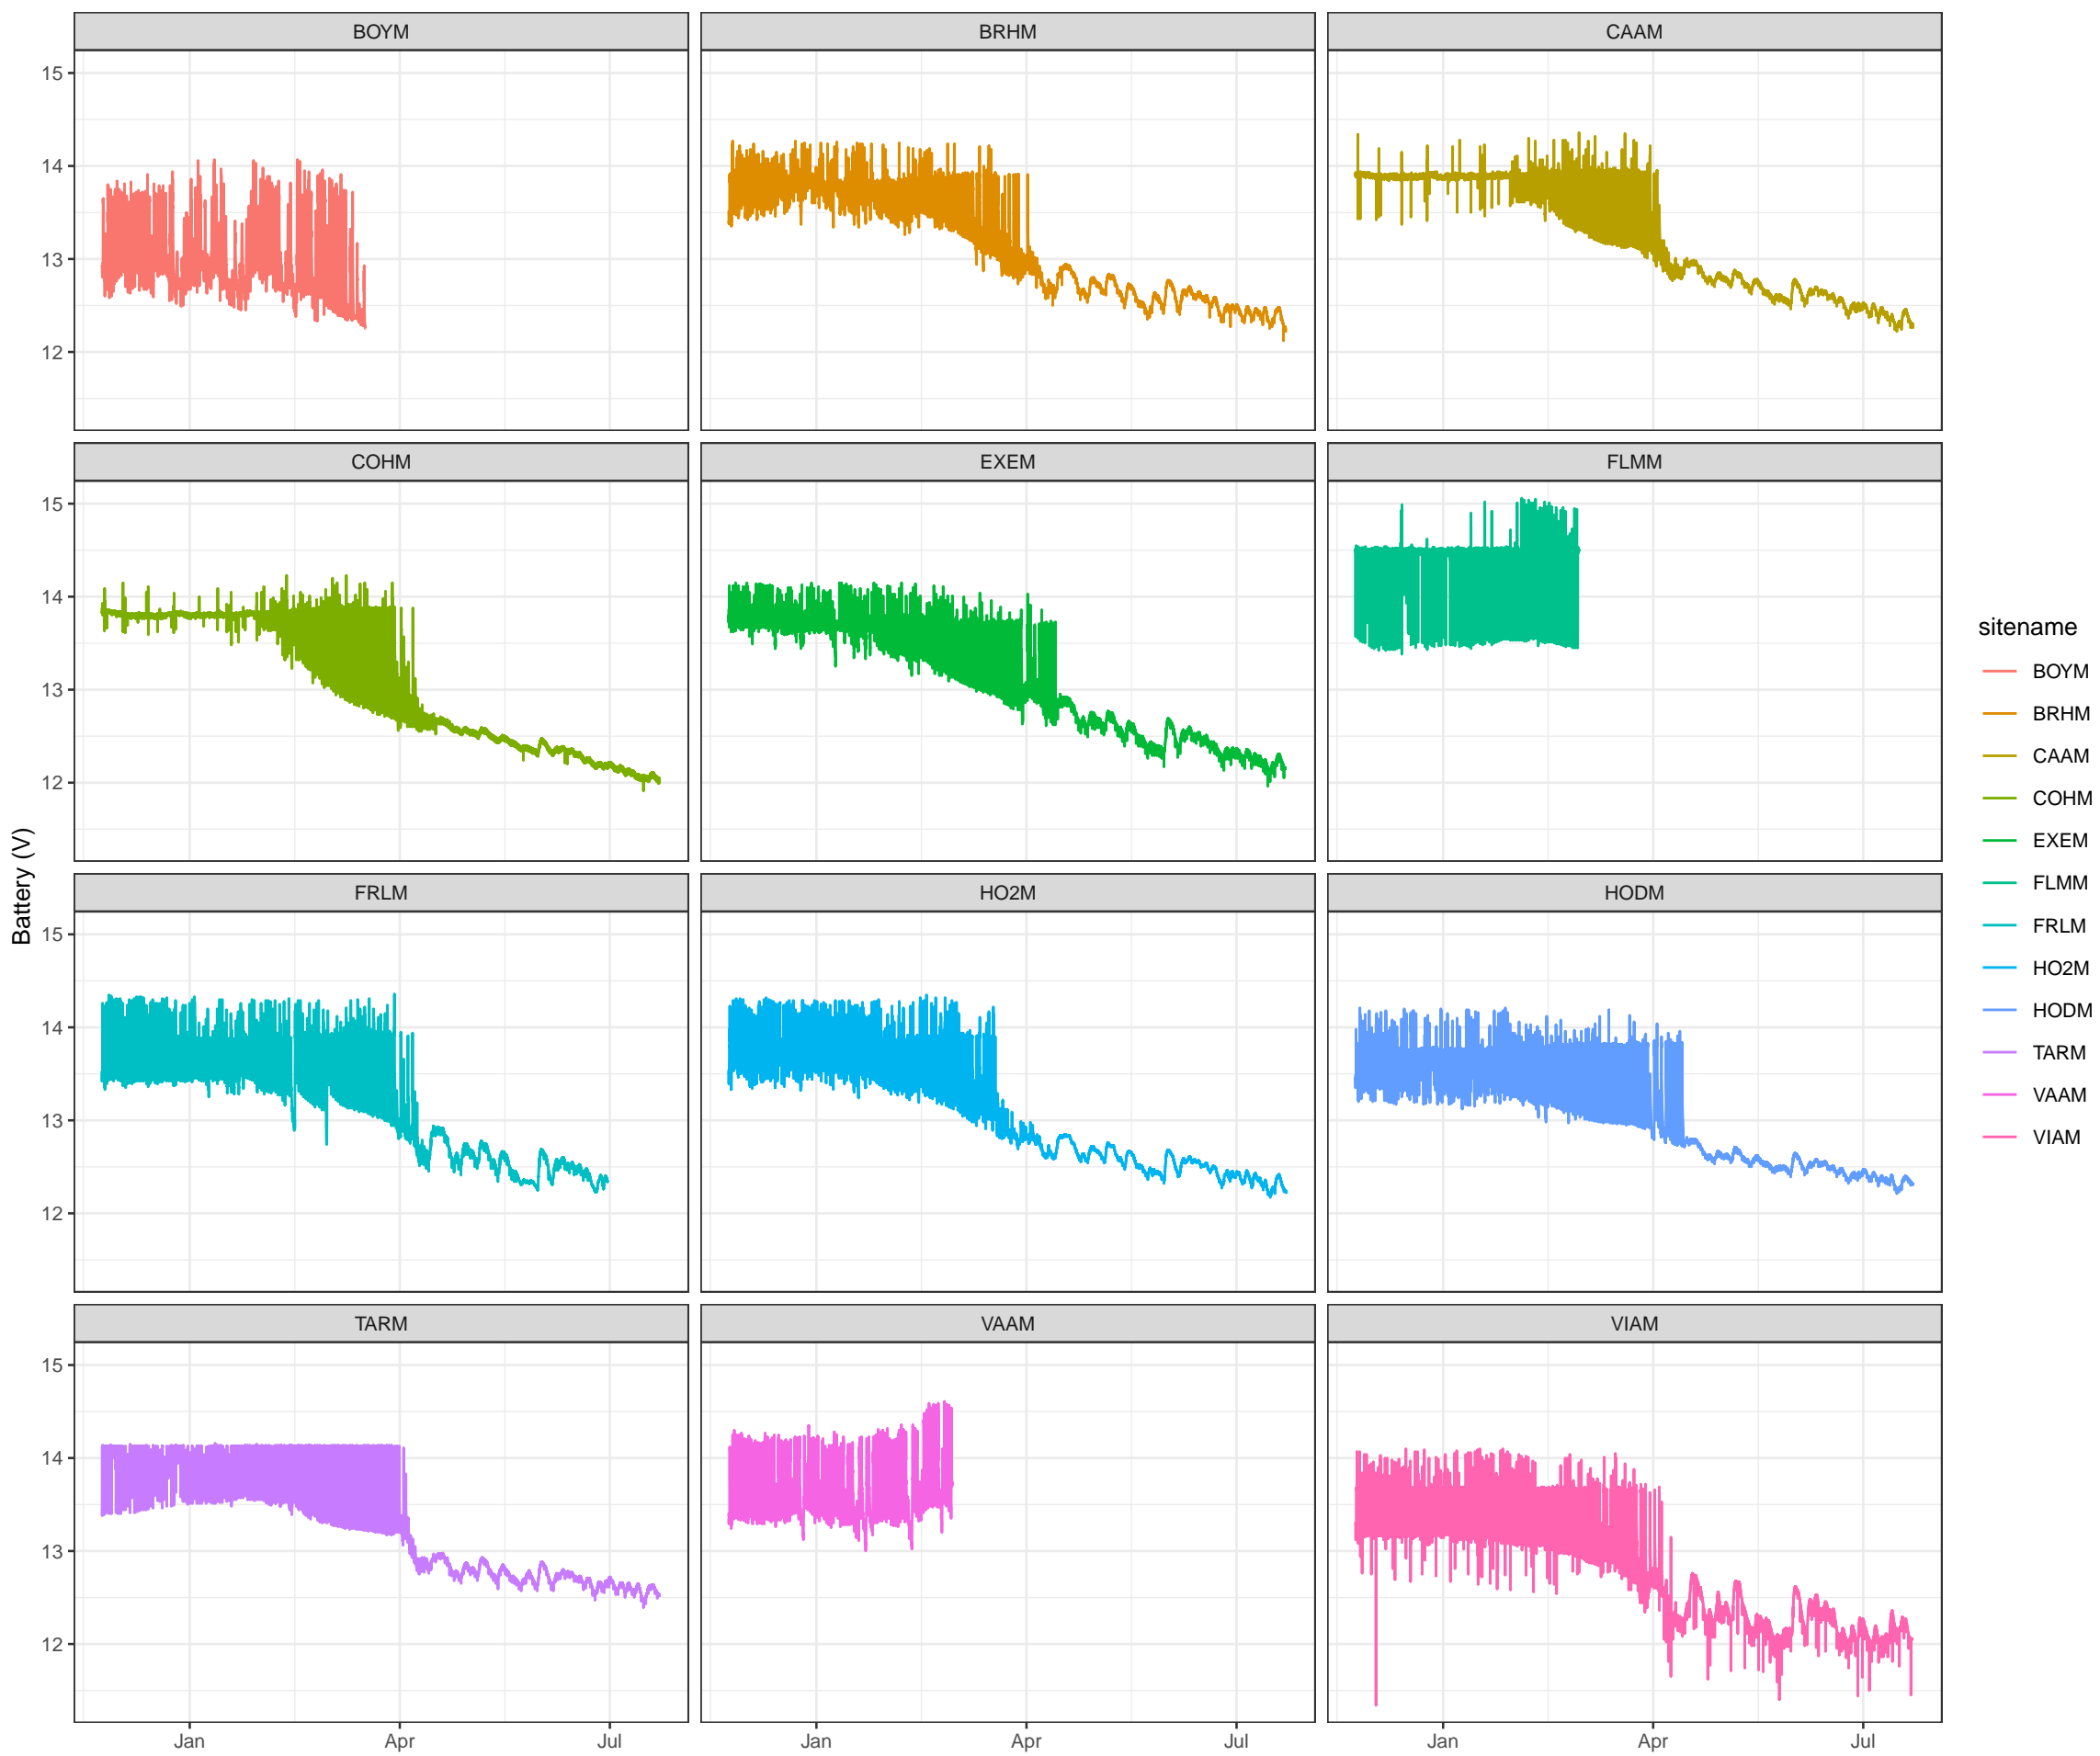 BOYM
BRHM
CAAM
15
14
13
12
COHM
EXEM
FLMM
15
14
13
12
FRLM
HO2M
HODM
15
14
13
12
TARM
VAAM
VIAM
15
14
13
12
Jan Apr Jul
Jan Apr Jul
Jan Apr Jul
Battery (V)
sitename
BOYM
BRHM
CAAM
COHM
EXEM
FLMM
FRLM
HO2M
HODM
TARM
VAAM
VIAM